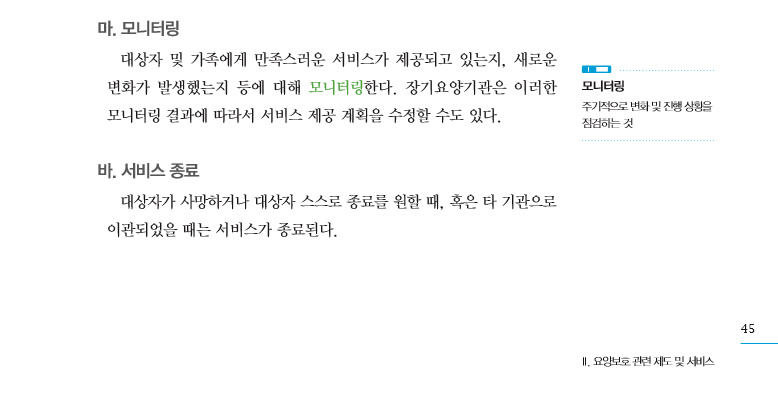 마. 모니터링
대상자 및 가족에게 만족스러운 서비스가 제공되고 있는지, 새로운
변화가 발생했는지 등에 대해 모니터링한다. 장기요양기관은 이러한
모니터링 결과에 따라서 서비스 제공 계획을 수정할 수도 있다.
바. 서비스 종료
대상자가 사망하거나 대상자 스스로 종료를 원할 때, 혹은 타 기관으로
이관되었을 때는 서비스가 종료된다.
모니터링
주기적으로 변화 및 진행 상황을
점검하는 것
45
Ⅱ. 요양보호 관련 제도 및 서비스